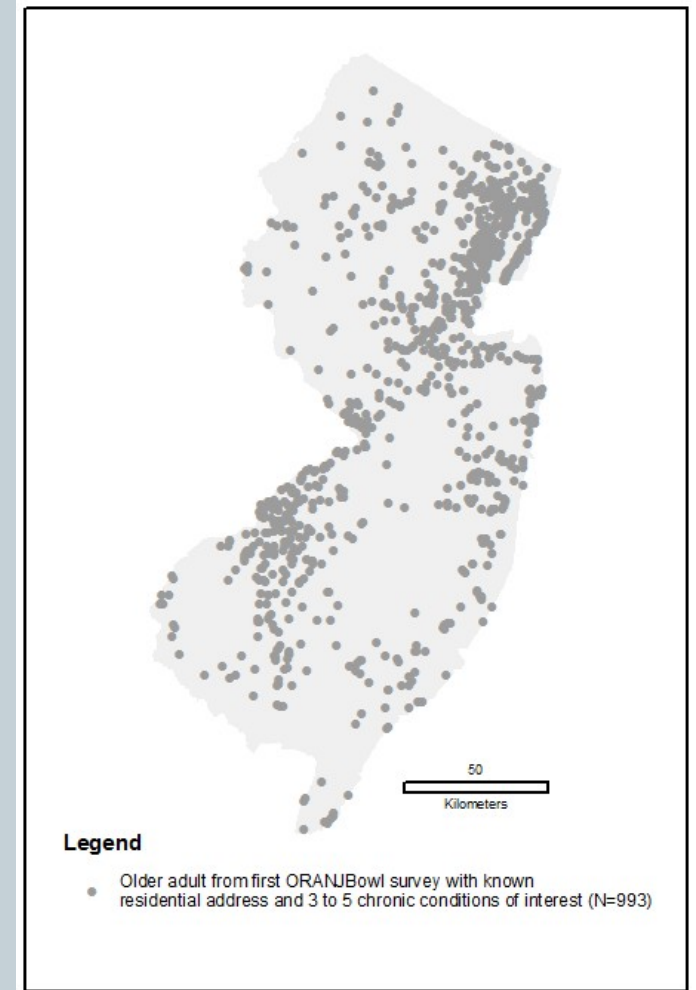 50
Kilometers
Legend
Older adult from first ORANJBowl survey with known
residential address and 3 to 5 chronic conditions of interest (N=993)